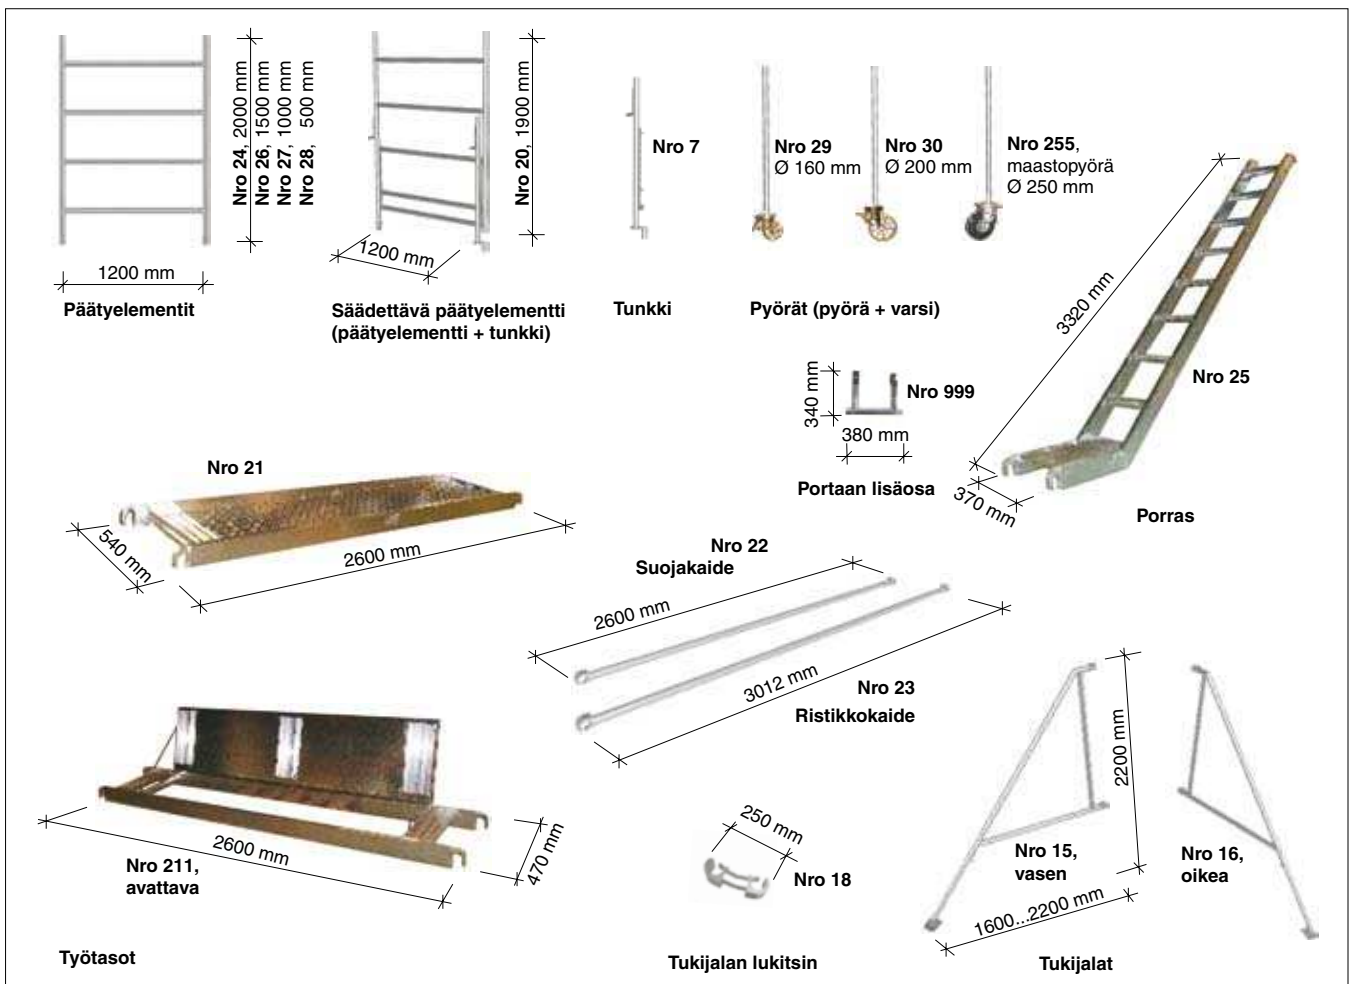 Nro 24, 2000 mm
Nro 26, 1500 mm
Nro 27, 1000 mm
Nro 28, 500 mm
1200 mm
Päätyelementit
Nro 20, 1900 mm
1200 mm
Säädettävä päätyelementti
(päätyelementti + tunkki)
Nro 7
Tunkki
Nro 29
Ø 160 mm
Nro 30
Ø 200 mm
Nro 255,
maastopyörä
Ø 250 mm
Pyörät (pyörä + varsi)
340 mm
Nro 999
380 mm
Portaan lisäosa
3320 mm
Nro 25
370 mm
Porras
Nro 21
540 mm
2600 mm
Nro 22
Suojakaide
2600 mm
3012 mm
Nro 23
Ristikkokaide
2600 mm
470 mm
Nro 211,
avattava
Työtasot
250 mm
Nro 18
Tukijalan lukitsin
2200 mm
Nro 15,
vasen
Nro 16,
oikea
1600...2200 mm
Tukijalat